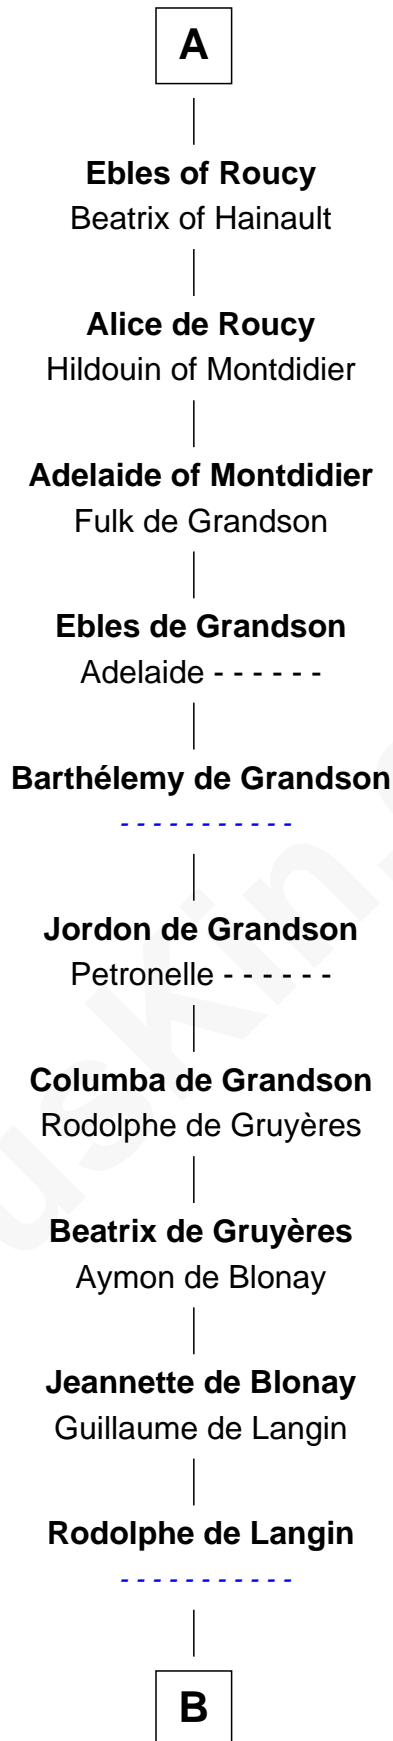 A
Ebles of Roucy
Beatrix of Hainault
Alice de Roucy
Hildouin of Montdidier
Adelaide of Montdidier
Fulk de Grandson
Ebles de Grandson
Adelaide - - - - - -
Barthélemy de Grandson
- - - - - - - - - - -
Jordon de Grandson
Petronelle - - - - - -
Columba de Grandson
Rodolphe de Gruyères
Beatrix de Gruyères
Aymon de Blonay
Jeannette de Blonay
Guillaume de Langin
Rodolphe de Langin
- - - - - - - - - - -
B